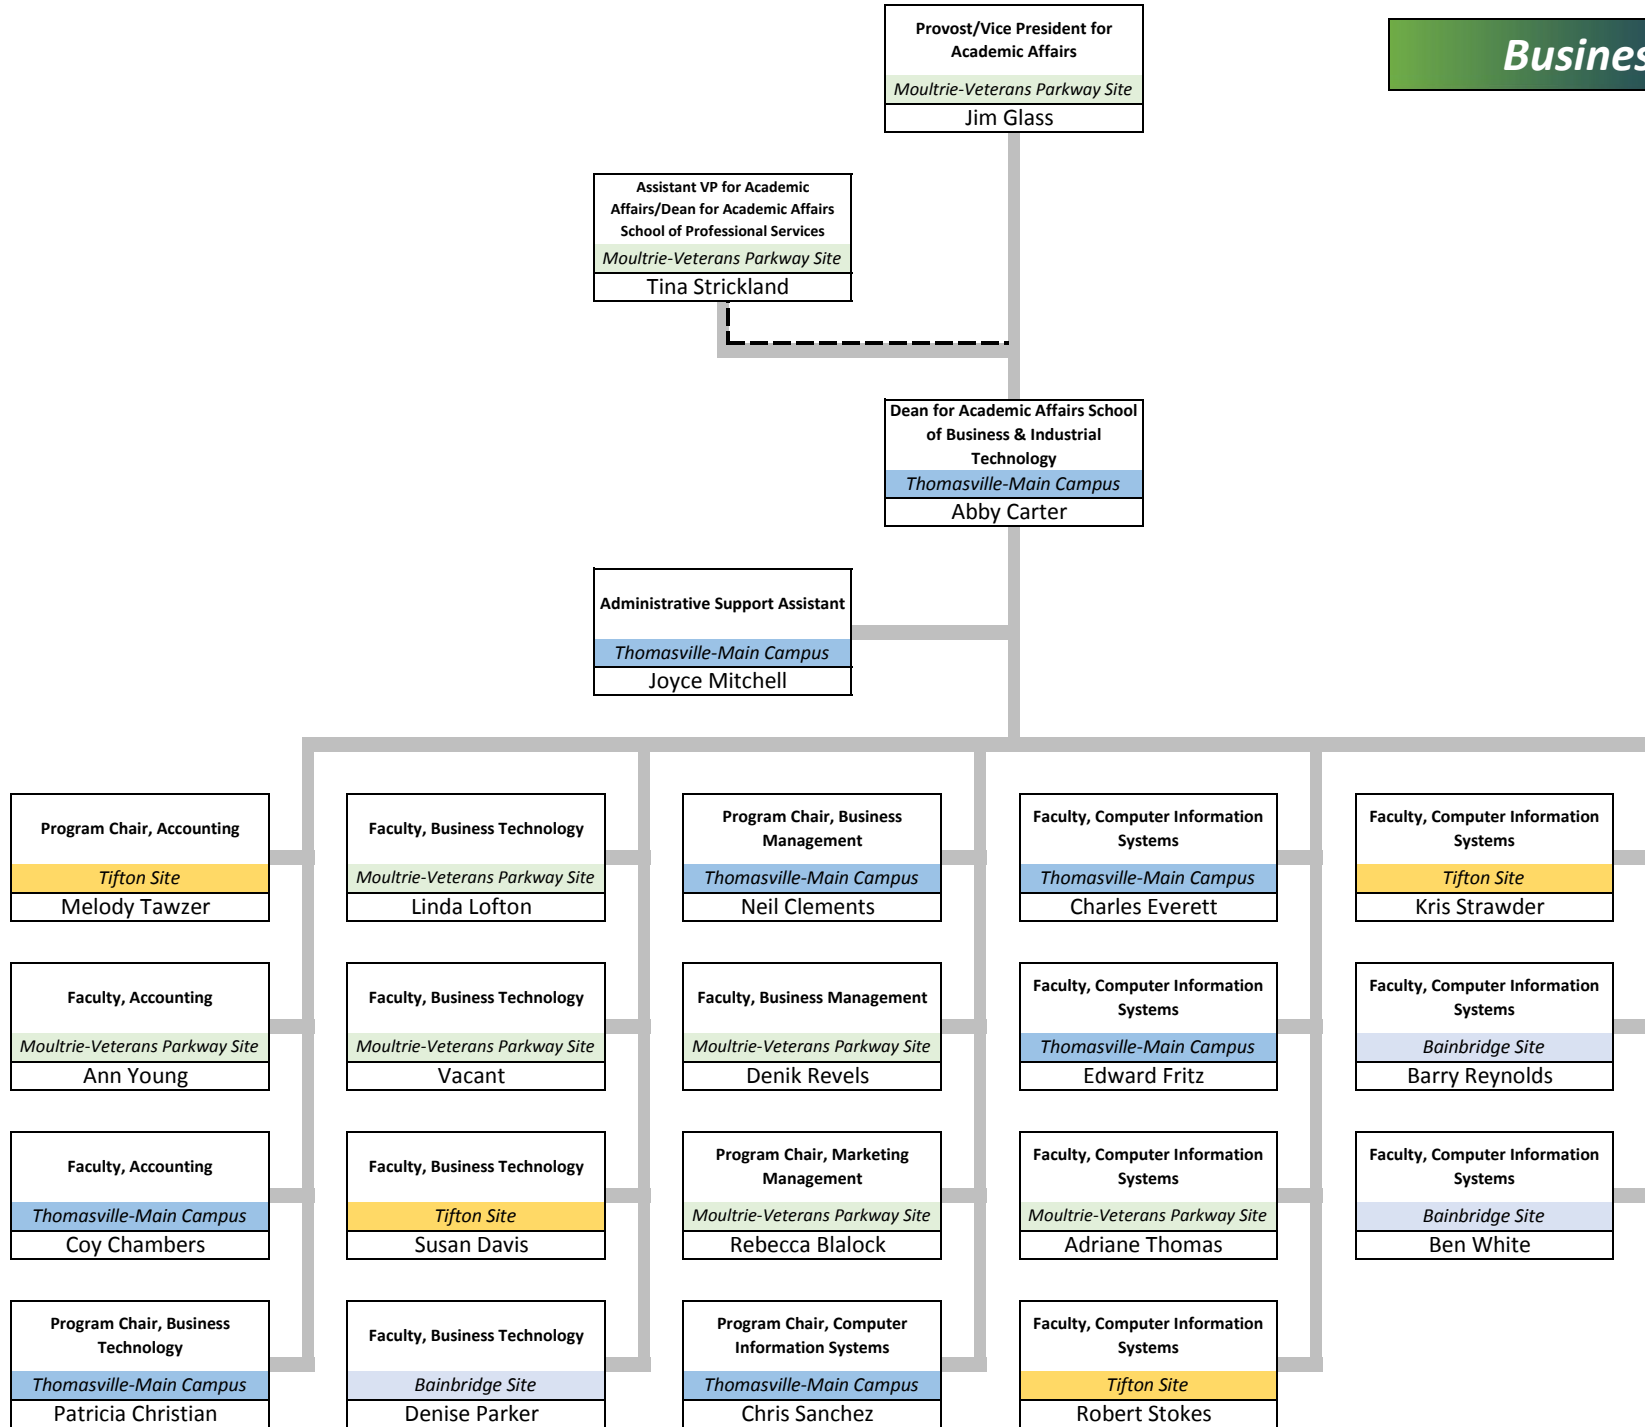 Provost/Vice President for
Academic Affairs
Moultrie-Veterans Parkway Site
Jim Glass
Busines
Assistant VP for Academic
Affairs/Dean for Academic Affairs
School of Professional Services
Moultrie-Veterans Parkway Site
Tina Strickland
Dean for Academic Affairs School
of Business & Industrial
Technology
Thomasville-Main Campus
Abby Carter
Administrative Support Assistant
Thomasville-Main Campus
Joyce Mitchell
Program Chair, Accounting
Tifton Site
Melody Tawzer
Faculty, Business Technology
Moultrie-Veterans Parkway Site
Linda Lofton
Program Chair, Business
Management
Thomasville-Main Campus
Neil Clements
Faculty, Computer Information
Systems
Thomasville-Main Campus
Charles Everett
Faculty, Computer Information
Systems
Tifton Site
Kris Strawder
Faculty, Accounting
Moultrie-Veterans Parkway Site
Ann Young
Faculty, Business Technology
Moultrie-Veterans Parkway Site
Vacant
Faculty, Business Management
Moultrie-Veterans Parkway Site
Denik Revels
Faculty, Computer Information
Systems
Thomasville-Main Campus
Edward Fritz
Faculty, Computer Information
Systems
Bainbridge Site
Barry Reynolds
Faculty, Accounting
Thomasville-Main Campus
Coy Chambers
Faculty, Business Technology
Tifton Site
Susan Davis
Program Chair, Marketing
Management
Moultrie-Veterans Parkway Site
Rebecca Blalock
Faculty, Computer Information
Systems
Moultrie-Veterans Parkway Site
Adriane Thomas
Faculty, Computer Information
Systems
Bainbridge Site
Ben White
Program Chair, Business
Technology
Thomasville-Main Campus
Patricia Christian
Faculty, Business Technology
Bainbridge Site
Denise Parker
Program Chair, Computer
Information Systems
Thomasville-Main Campus
Chris Sanchez
Faculty, Computer Information
Systems
Tifton Site
Robert Stokes